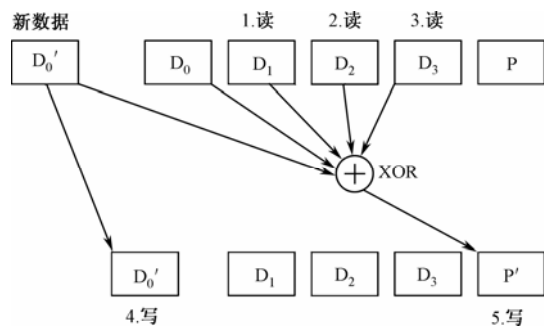 新数据 1.读 2.读 3.读
D₀′ D₀ D₁ D₂ D₃ P
XOR
D₀′ D₁ D₂ D₃ P′
4.写 5.写